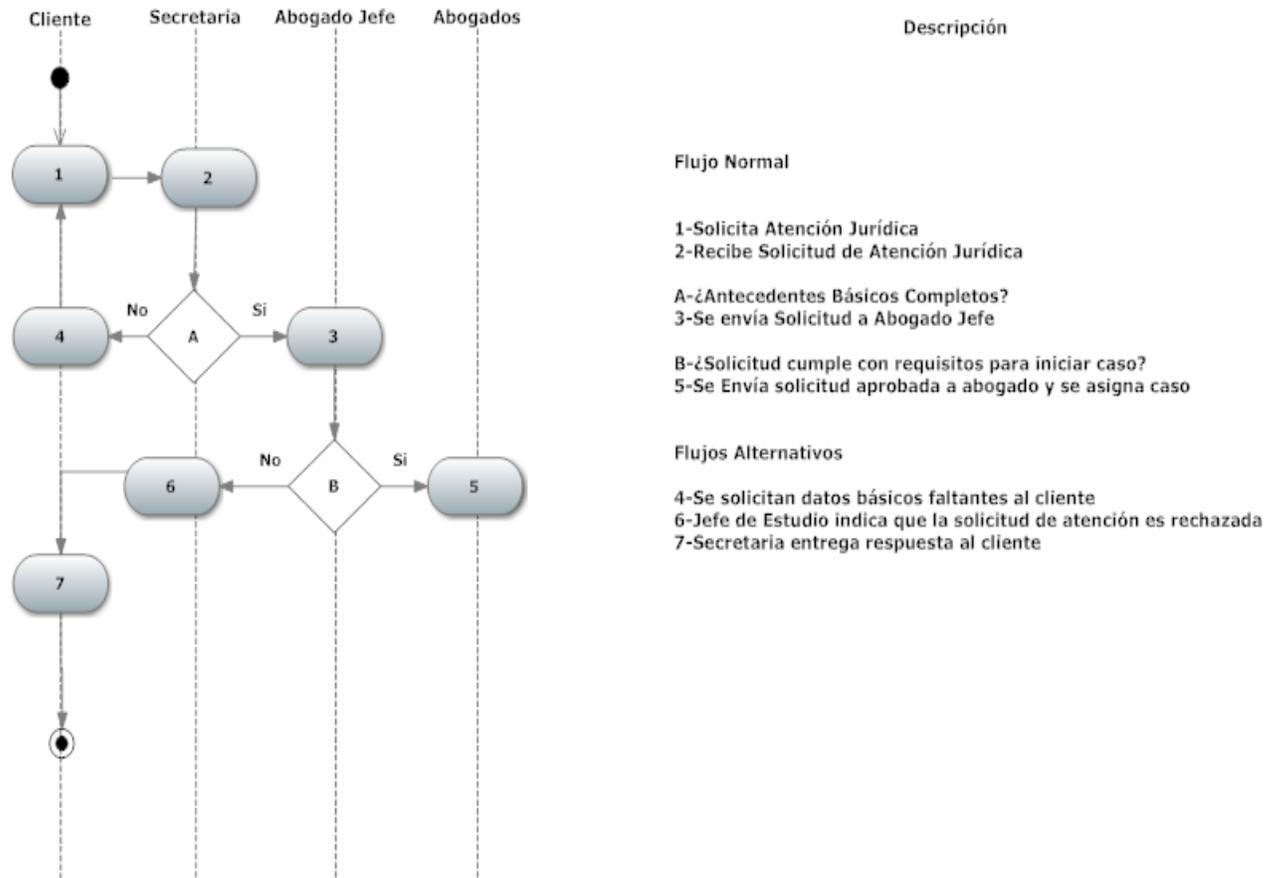 Cliente
Secretaria
Abogado Jefe
Abogados
1
2
No
Si
4
A
3
No
Si
6
B
5
7
Descripción
Flujo Normal
1-Solicita Atención Jurídica
2-Recibe Solicitud de Atención Jurídica
A-¿Antecedentes Básicos Completos?
3-Se envía Solicitud a Abogado Jefe
B-¿Solicitud cumple con requisitos para iniciar caso?
5-Se Envía solicitud aprobada a abogado y se asigna caso
Flujos Alternativos
4-Se solicitan datos básicos faltantes al cliente
6-Jefe de Estudio indica que la solicitud de atención es rechazada
7-Secretaria entrega respuesta al cliente